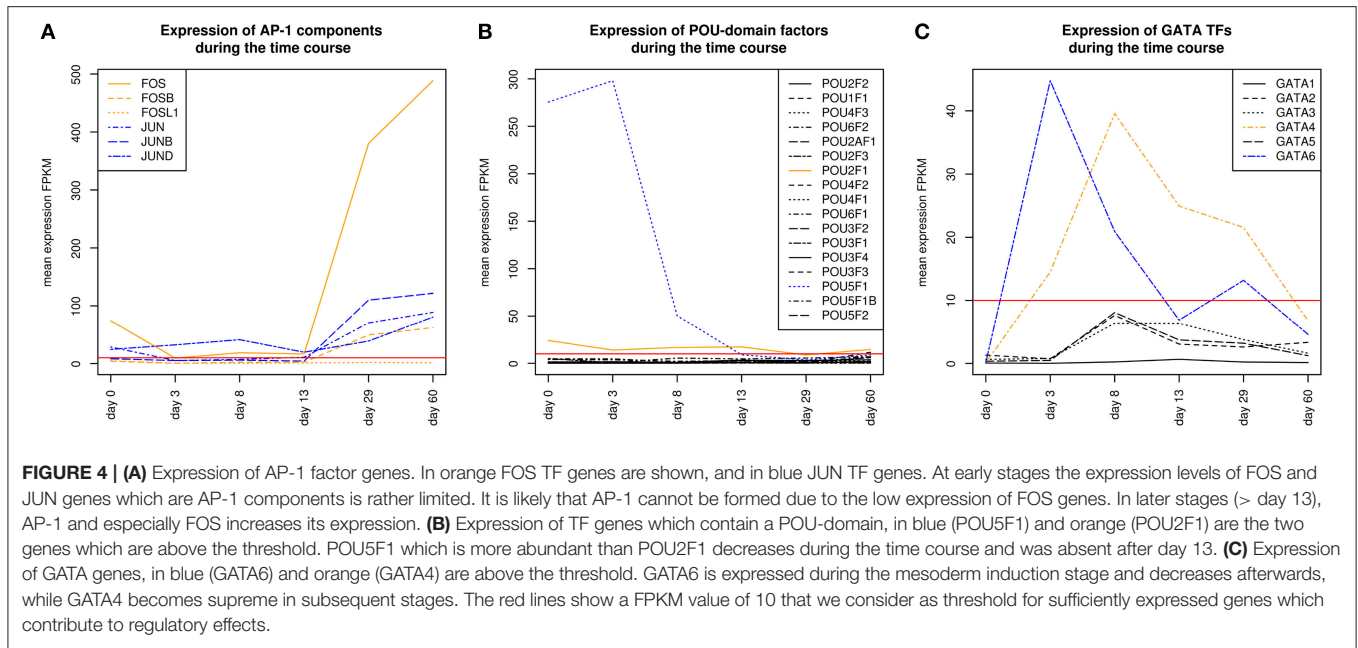 A
Expression of AP-1 components
during the time course
mean expression FPKM
500
400
300
200
100
0
FOS
FOSB
FOSL1
JUN
JUNB
JUND
day 0
day 3
day 8
day 13
day 29
day 60
B
Expression of POU-domain factors
during the time course
mean expression FPKM
300
250
200
150
100
50
0
POU2F2
POU1F1
POU4F3
POU6F2
POU2AF1
POU2F3
POU2F1
POU4F2
POU4F1
POU6F1
POU3F2
POU3F1
POU3F4
POU3F3
POU5F1
POU5F1B
POU5F2
day 0
day 3
day 8
day 13
day 29
day 60
C
Expression of GATA TFs
during the time course
mean expression FPKM
40
30
20
10
0
GATA1
GATA2
GATA3
GATA4
GATA5
GATA6
day 0
day 3
day 8
day 13
day 29
day 60
FIGURE 4 | (A) Expression of AP-1 factor genes. In orange FOS TF genes are shown, and in blue JUN TF genes. At early stages the expression levels of FOS and
JUN genes which are AP-1 components is rather limited. It is likely that AP-1 cannot be formed due to the low expression of FOS genes. In later stages (> day 13),
AP-1 and especially FOS increases its expression. (B) Expression of TF genes which contain a POU-domain, in blue (POU5F1) and orange (POU2F1) are the two
genes which are above the threshold. POU5F1 which is more abundant than POU2F1 decreases during the time course and was absent after day 13. (C) Expression
of GATA genes, in blue (GATA6) and orange (GATA4) are above the threshold. GATA6 is expressed during the mesoderm induction stage and decreases afterwards,
while GATA4 becomes supreme in subsequent stages. The red lines show a FPKM value of 10 that we consider as threshold for sufficiently expressed genes which
contribute to regulatory effects.